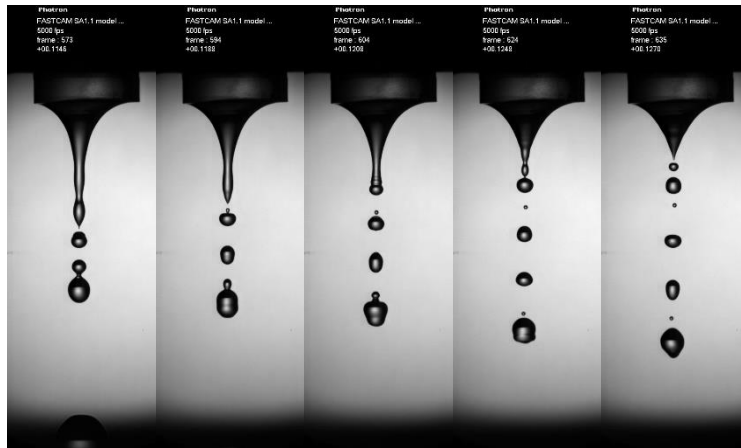 Photron
FASTCAM SA1.1 model ...
5000 fps
frame : 573
+00.1146
Photron
FASTCAM SA1.1 model ...
5000 fps
frame : 594
+00.1188
Photron
FASTCAM SA1.1 model ...
5000 fps
frame : 604
+00.1208
Photron
FASTCAM SA1.1 model ...
5000 fps
frame : 624
+00.1248
Photron
FASTCAM SA1.1 model ...
5000 fps
frame : 635
+00.1270